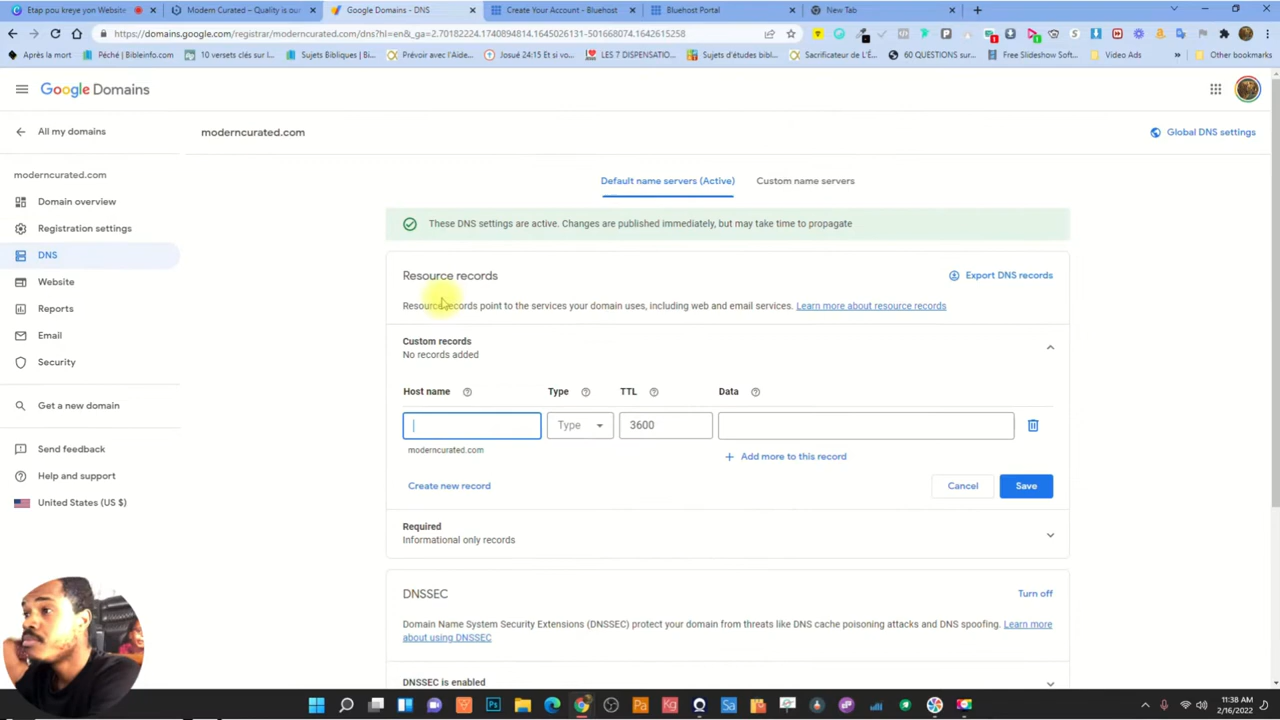 Etap pou kreye yon Website
Modern Curated – Quality is our
Google Domains - DNS
Create Your Account - Bluehost
Bluehost Portal
New Tab
https://domains.google.com/registrar/moderncurated.com/dns?hl=en&_ga=2.70182224.1740894814.1645026131-501668074.1642615258
Après la mort
Péché | Bibleinfo.com
10 versets clés sur l...
Sujets Bibliques | Bi...
Prévoir avec l'Aide...
Josué 24:15 Et si vo...
LES 7 DISPENSATIO...
Sujets d'études bibl...
Sacrificateur de L'É...
60 QUESTIONS sur...
Free Slideshow Soft...
Video Ads
»
Other bookmarks
Google Domains
All my domains
moderncurated.com
Global DNS settings
moderncurated.com
Domain overview
Registration settings
DNS
Website
Reports
Email
Security
Get a new domain
Send feedback
Help and support
United States (US $)
Default name servers (Active)
Custom name servers
These DNS settings are active. Changes are published immediately, but may take time to propagate
Resource records
Export DNS records
Resource records point to the services your domain uses, including web and email services. Learn more about resource records
Custom records
No records added
Host name
Type
TTL
Data
Type
3600
moderncurated.com
Add more to this record
Create new record
Cancel
Save
Required
Informational only records
DNSSEC
Turn off
Domain Name System Security Extensions (DNSSEC) protect your domain from threats like DNS cache poisoning attacks and DNS spoofing. Learn more
about using DNSSEC
DNSSEC is enabled
11:38 AM
2/16/2022